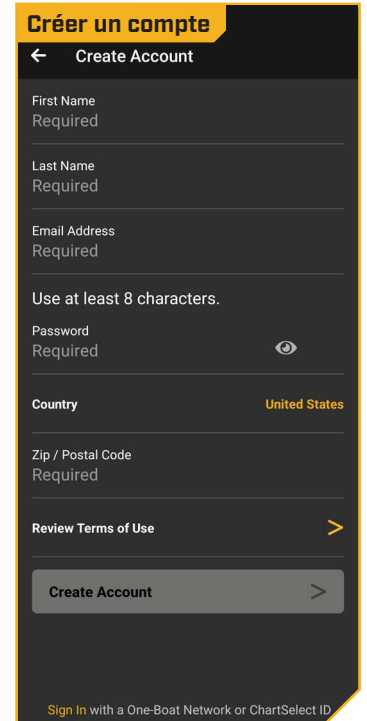 Créer un compte
Create Account
First Name
Required
Last Name
Required
Email Address
Required
Use at least 8 characters.
Password
Required
Country United States
Zip / Postal Code
Required
Review Terms of Use
Create Account
Sign In with a One-Boat Network or ChartSelect ID